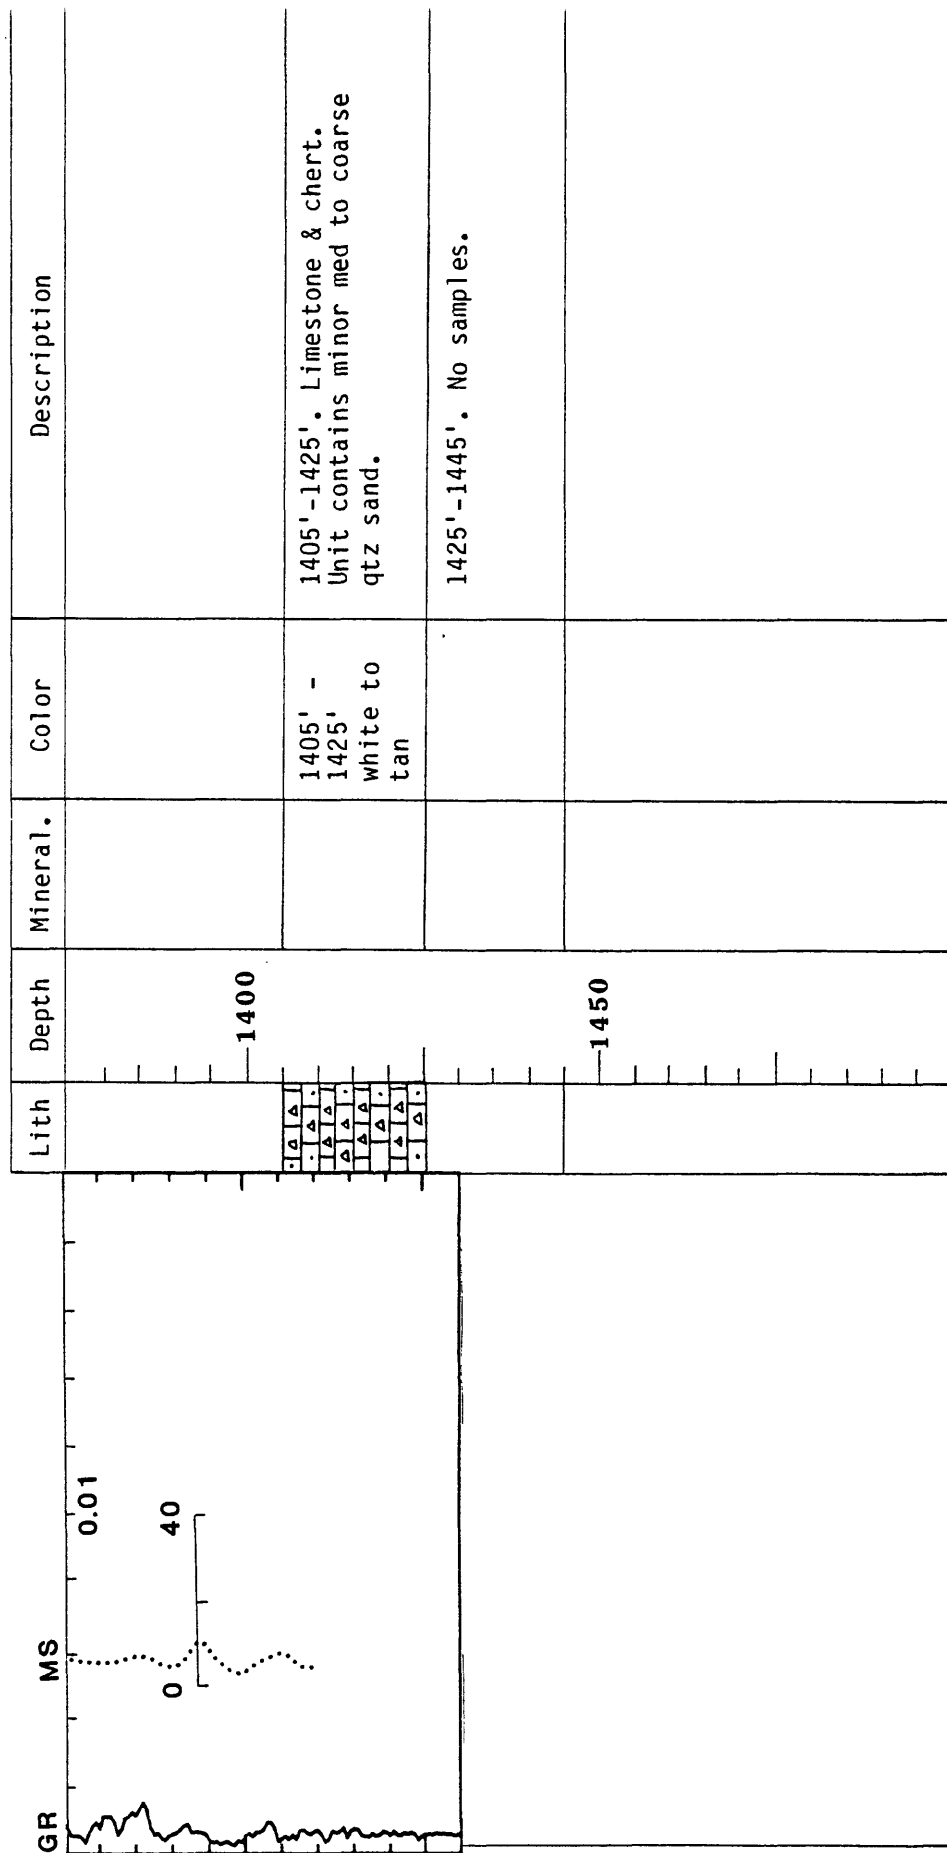 GR
MS
Lith
Depth
Mineral.
Color
Description
0.01
0
40
1400
1450
1405' -
1425'
white to
tan
1405'-1425'. Limestone & chert.
Unit contains minor med to coarse
qtz sand.
1425'-1445'. No samples.